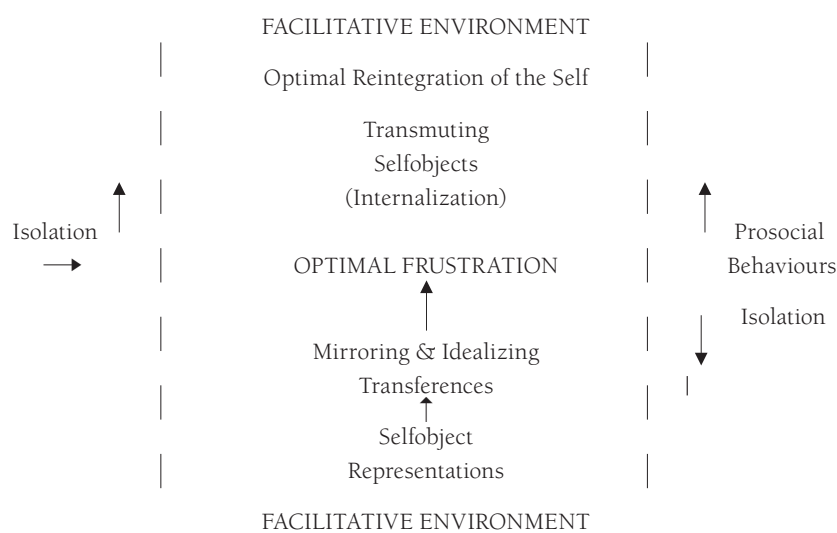 FACILITATIVE ENVIRONMENT
Optimal Reintegration of the Self
Transmuting
Selfobjects
(Internalization)
Isolation
Prosocial
Behaviours
OPTIMAL FRUSTRATION
Isolation
Mirroring & Idealizing
Transferences
Selfobject
Representations
FACILITATIVE ENVIRONMENT